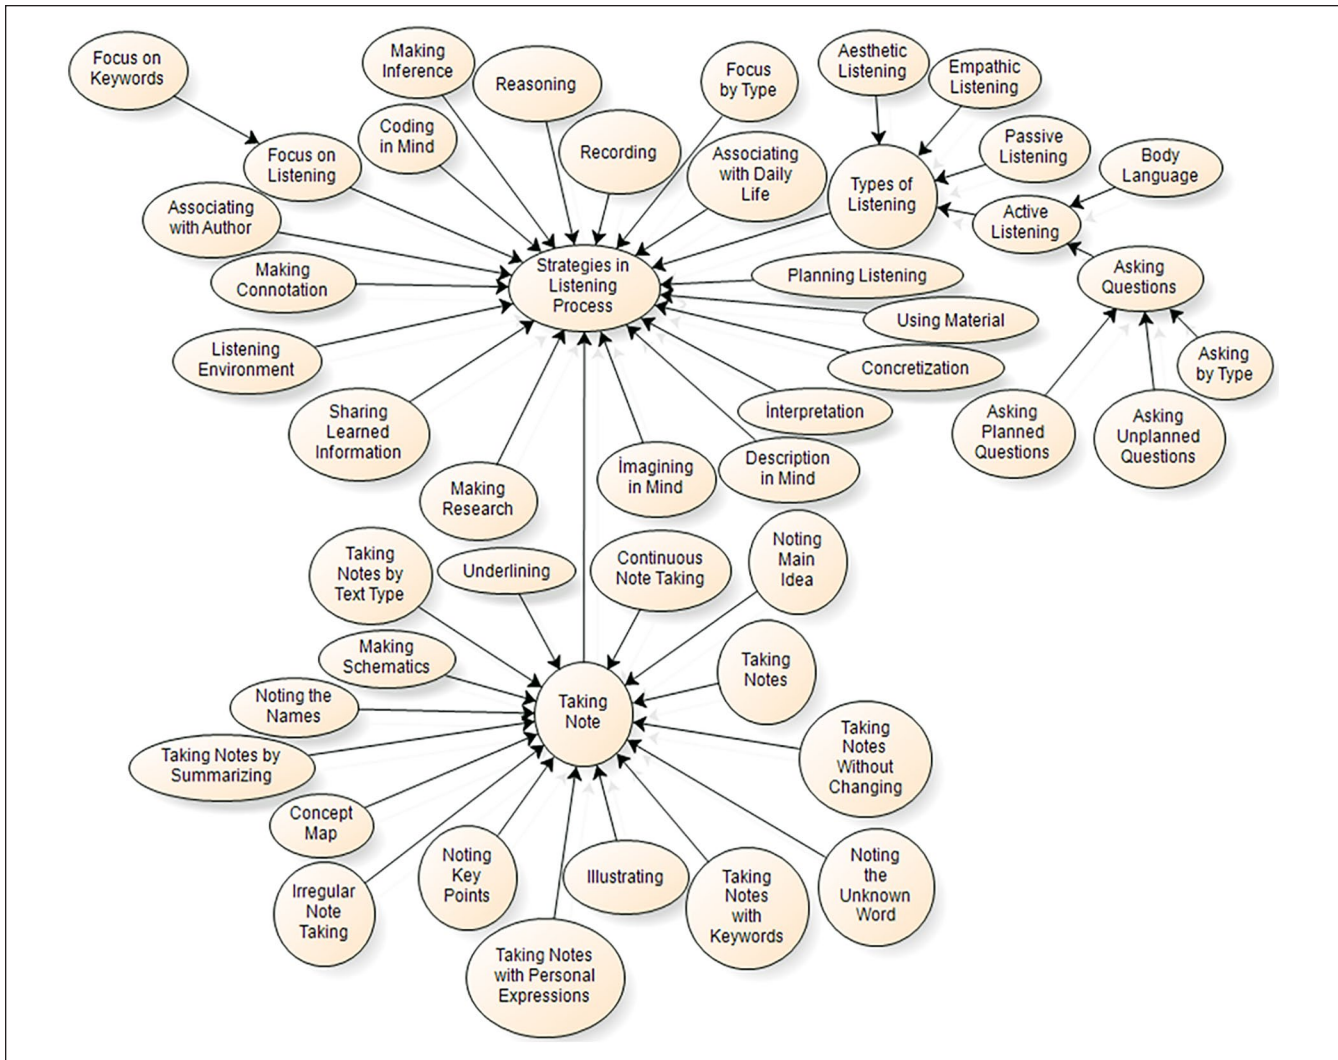 Focus on
Keywords
Making
Inference
Reasoning
Focus
by Type
Aesthetic
Listening
Empathic
Listening
Coding
in Mind
Recording
Focus on
Listening
Associating
with Daily
Life
Types of
Listening
Passive
Listening
Body
Language
Associating
with Author
Active
Listening
Making
Connotation
Strategies in
Listening
Process
Planning Listening
Asking
Questions
Using Material
Listening
Environment
Concretization
Asking
by Type
Sharing
Learned
Information
İnterpretation
Asking
Planned
Questions
Asking
Unplanned
Questions
Making
Research
İmagining
in Mind
Description
in Mind
Taking
Notes by
Text Type
Underlining
Continuous
Note Taking
Noting
Main
Idea
Making
Schematics
Taking
Notes
Noting the
Names
Taking
Note
Taking Notes by
Summarizing
Taking
Notes
Without
Changing
Concept
Map
Irregular
Note
Taking
Noting
Key
Points
Illustrating
Taking
Notes
with
Keywords
Noting
the
Unknown
Word
Taking Notes
with Personal
Expressions